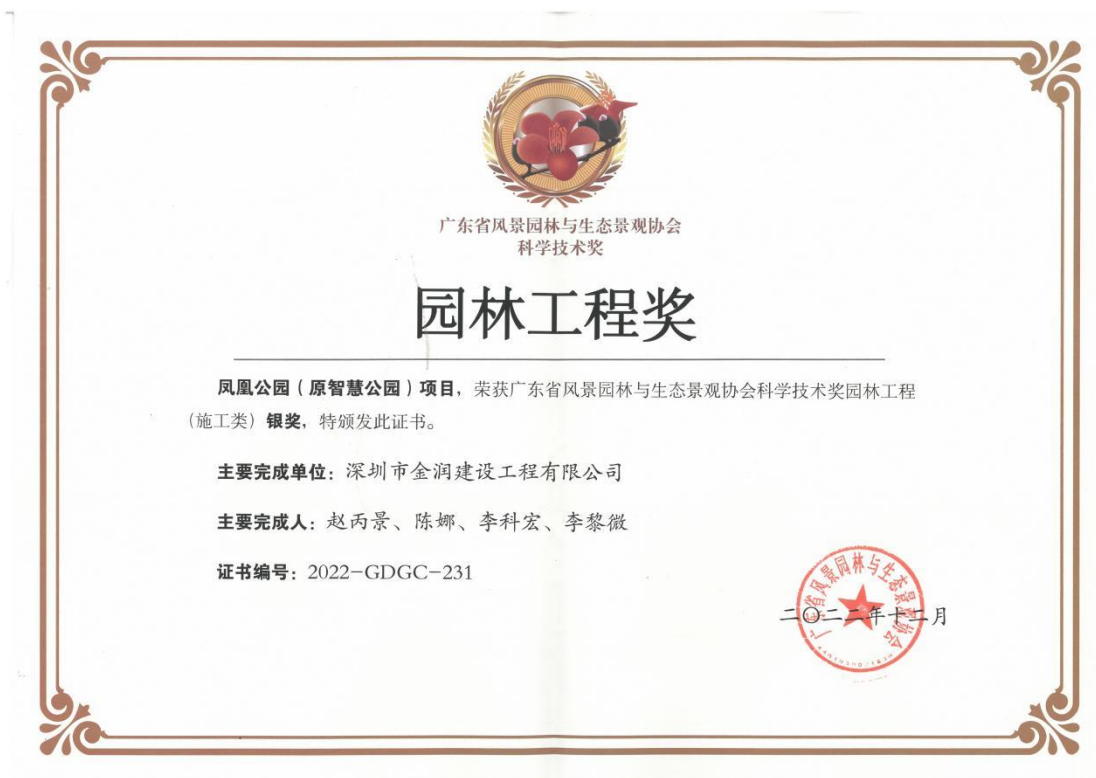 广东省风景园林与生态景观协会
科学技术奖
园林工程奖
凤凰公园（原智慧公园）项目，荣获广东省风景园林与生态景观协会科学技术奖园林工程
（施工类）银奖，特颁发此证书。
主要完成单位：深圳市金润建设工程有限公司
主要完成人：赵丙景、陈娜、李科宏、李黎微
证书编号：2022-GDGC-231
广东省风景园林与生态景观协会
二〇二二年十二月